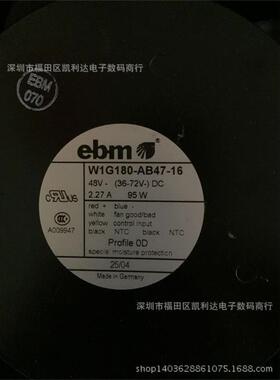 深圳市福田区凯利达电子数码商行
EBM
070
ebm
W1G180-AB47-16
48V - (36-72V-) DC
2.27 A 95 W
red + blue -
white fan good/bad
yellow control input
black NTC black NTC
A009947
Profile 0D
special moisture protection
25/04
Made in Germany
深圳市福田区凯利达电子数码商行
shop1403628861075.1688.com